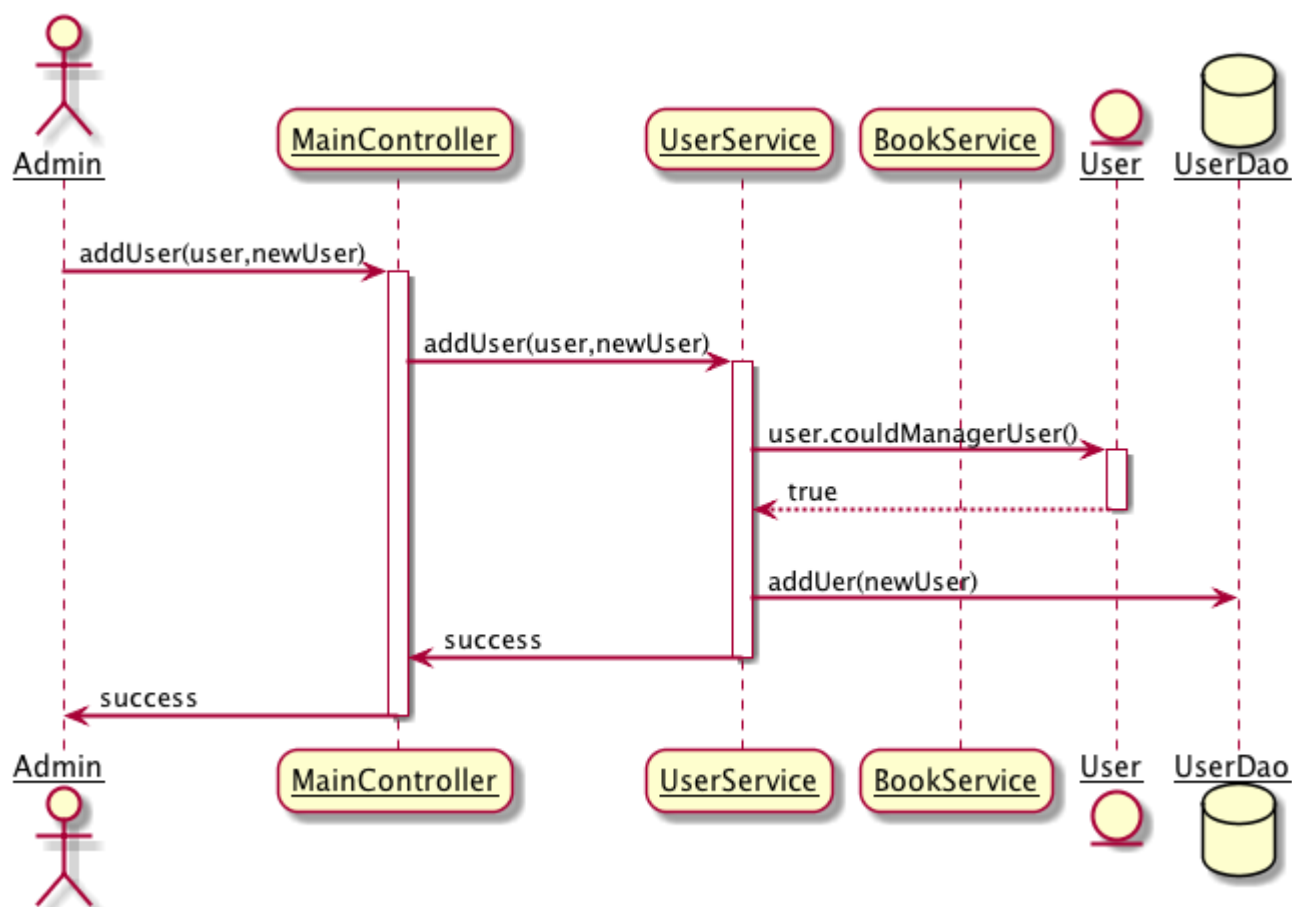 Admin
MainController
UserService
BookService
User
UserDao
addUser(user,newUser)
addUser(user,newUser)
user.couldManagerUser()
true
addUer(newUser)
success
success
Admin
MainController
UserService
BookService
User
UserDao